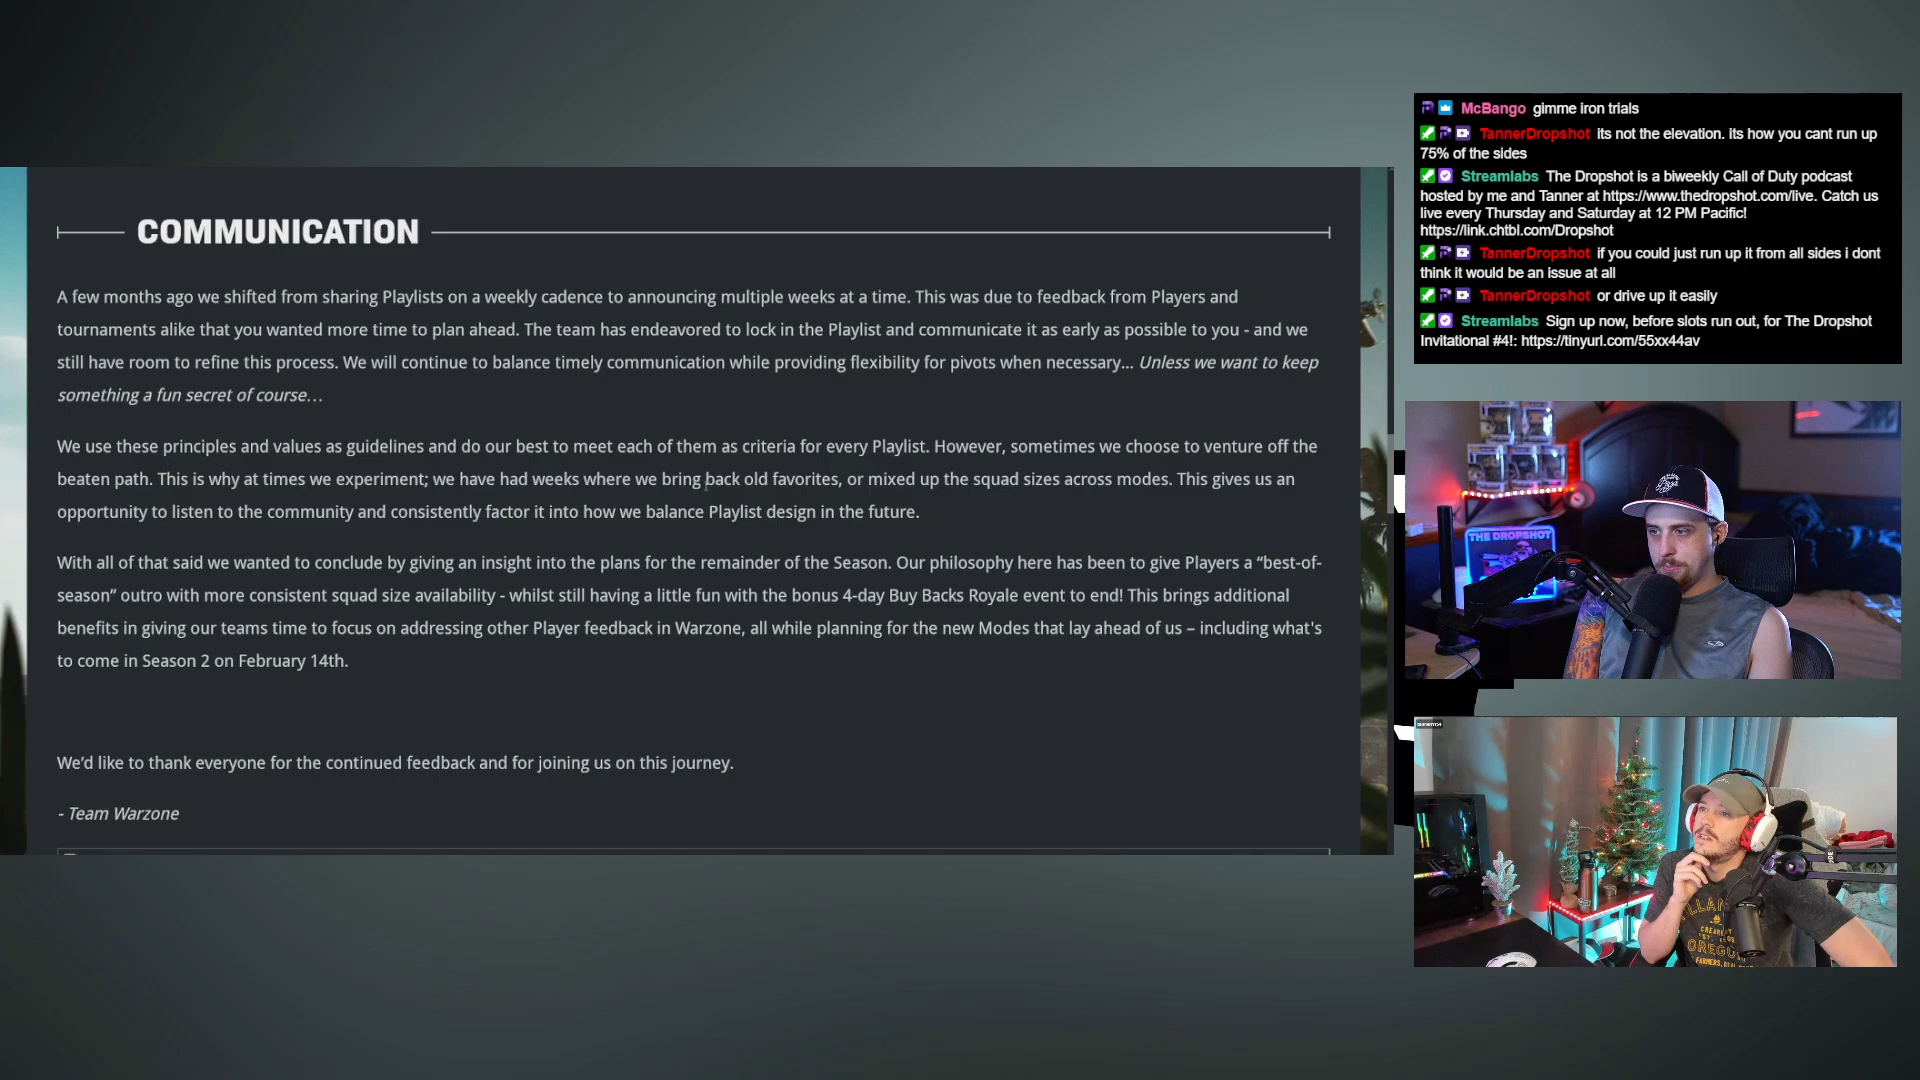 COMMUNICATION
A few months ago we shifted from sharing Playlists on a weekly cadence to announcing multiple weeks at a time. This was due to feedback from Players and
tournaments alike that you wanted more time to plan ahead. The team has endeavored to lock in the Playlist and communicate it as early as possible to you - and we
still have room to refine this process. We will continue to balance timely communication while providing flexibility for pivots when necessary... Unless we want to keep
something a fun secret of course…
We use these principles and values as guidelines and do our best to meet each of them as criteria for every Playlist. However, sometimes we choose to venture off the
beaten path. This is why at times we experiment; we have had weeks where we bring back old favorites, or mixed up the squad sizes across modes. This gives us an
opportunity to listen to the community and consistently factor it into how we balance Playlist design in the future.
With all of that said we wanted to conclude by giving an insight into the plans for the remainder of the Season. Our philosophy here has been to give Players a “best-of-
season” outro with more consistent squad size availability - whilst still having a little fun with the bonus 4-day Buy Backs Royale event to end! This brings additional
benefits in giving our teams time to focus on addressing other Player feedback in Warzone, all while planning for the new Modes that lay ahead of us – including what's
to come in Season 2 on February 14th.
We’d like to thank everyone for the continued feedback and for joining us on this journey.
- Team Warzone
McBango gimme iron trials
TannerDropshot its not the elevation. its how you cant run up
75% of the sides
Streamlabs The Dropshot is a biweekly Call of Duty podcast
hosted by me and Tanner at https://www.thedropshot.com/live. Catch us
live every Thursday and Saturday at 12 PM Pacific!
https://link.chtbl.com/Dropshot
TannerDropshot if you could just run up it from all sides i dont
think it would be an issue at all
TannerDropshot or drive up it easily
Streamlabs Sign up now, before slots run out, for The Dropshot
Invitational #4!: https://tinyurl.com/55xx44av
THE DROPSHOT
OREGON